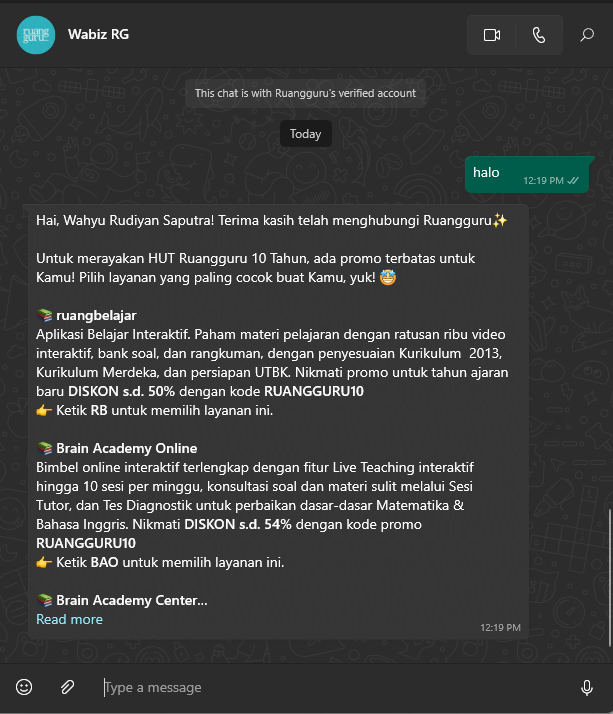 ruang
guru
Wabiz RG
This chat is with Ruangguru's verified account
Today
halo
12:19 PM
Hai, Wahyu Rudiyan Saputra! Terima kasih telah menghubungi Ruangguru✨
Untuk merayakan HUT Ruangguru 10 Tahun, ada promo terbatas untuk
Kamu! Pilih layanan yang paling cocok buat Kamu, yuk! 🤩
📚 ruangbelajar
Aplikasi Belajar Interaktif. Paham materi pelajaran dengan ratusan ribu video
interaktif, bank soal, dan rangkuman, dengan penyesuaian Kurikulum  2013,
Kurikulum Merdeka, dan persiapan UTBK. Nikmati promo untuk tahun ajaran
baru DISKON s.d. 50% dengan kode RUANGGURU10
👉 Ketik RB untuk memilih layanan ini.
📚 Brain Academy Online
Bimbel online interaktif terlengkap dengan fitur Live Teaching interaktif
hingga 10 sesi per minggu, konsultasi soal dan materi sulit melalui Sesi
Tutor, dan Tes Diagnostik untuk perbaikan dasar-dasar Matematika &
Bahasa Inggris. Nikmati DISKON s.d. 54% dengan kode promo
RUANGGURU10
👉 Ketik BAO untuk memilih layanan ini.
📚 Brain Academy Center...
Read more
12:19 PM
Type a message